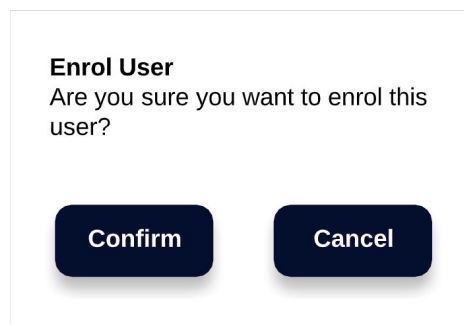 Enrol User
Are you sure you want to enrol this
user?
Confirm
Cancel